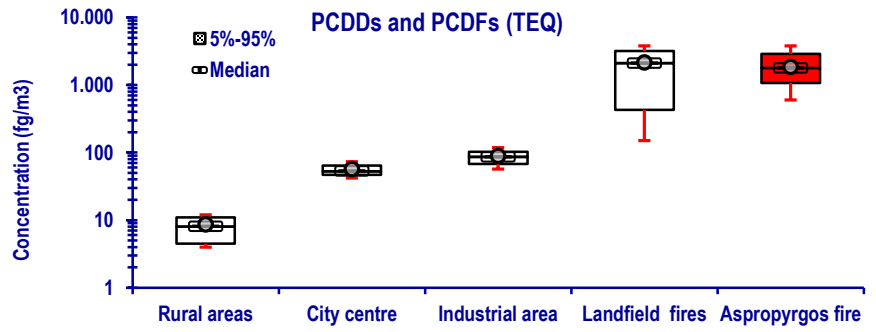 PCDDs and PCDFs (TEQ)
5%-95%
Median
Concentration (fg/m3)
10.000
1.000
100
10
1
Rural areas
City centre
Industrial area
Landfield fires
Aspropyrgos fire